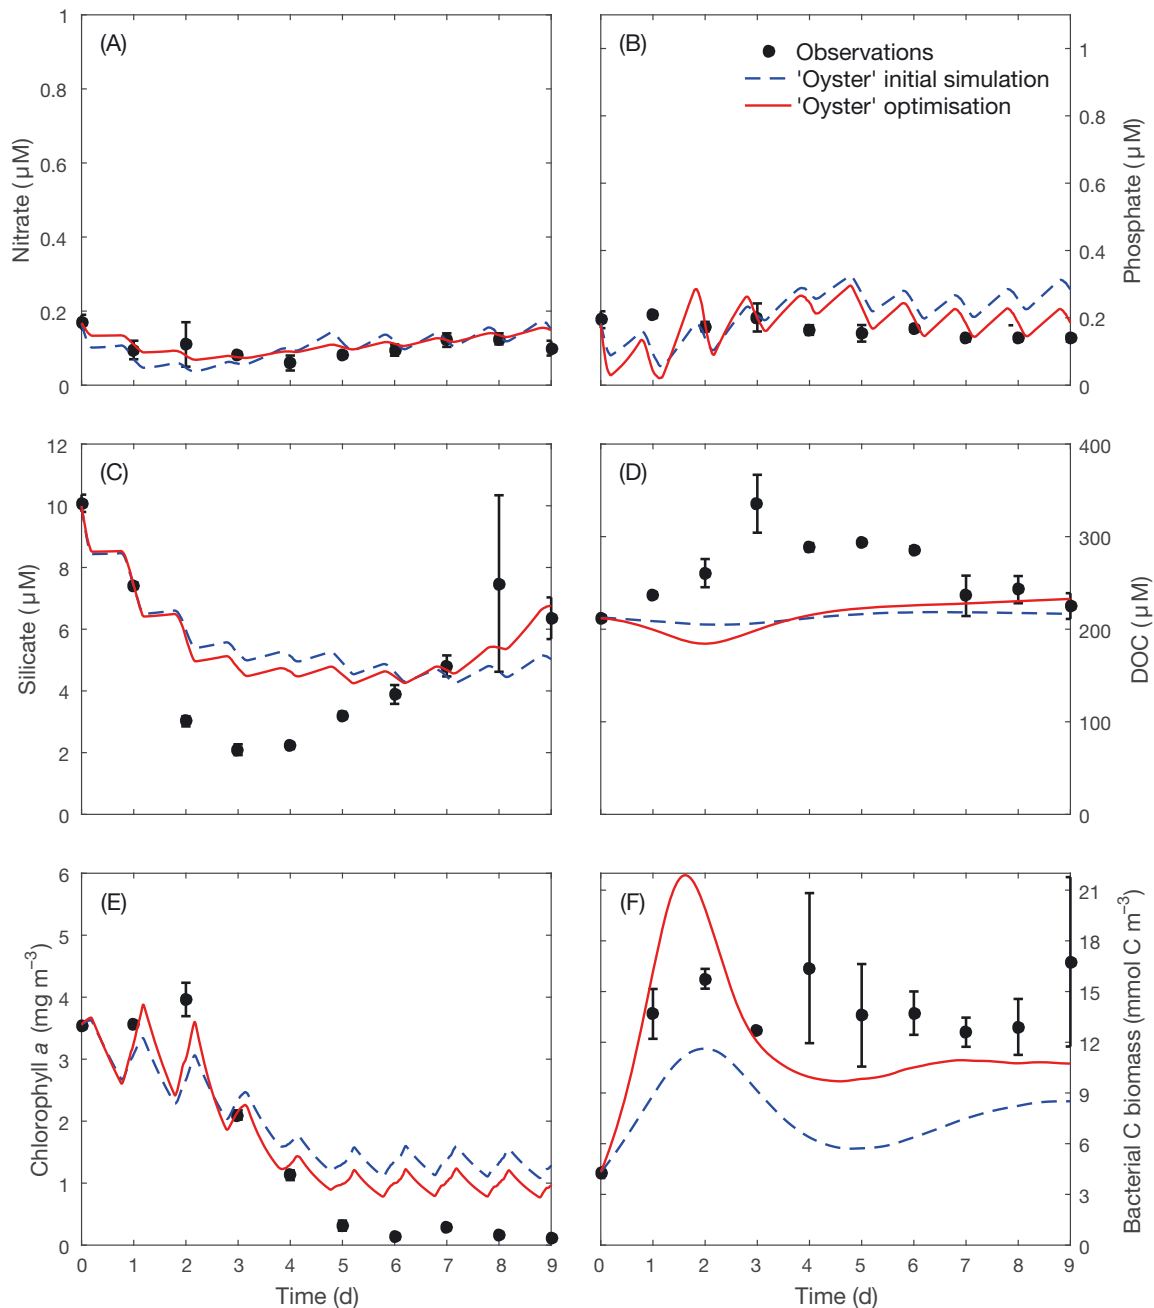 (A)
1
0.8
0.6
0.4
0.2
0
Nitrate (µM)
(B)
Observations
'Oyster' initial simulation
'Oyster' optimisation
1
0.8
0.6
0.4
0.2
0
Phosphate (µM)
(C)
12
10
8
6
4
2
0
Silicate (µM)
(D)
400
300
200
100
0
DOC (µM)
(E)
6
5
4
3
2
1
0
Chlorophyll a (mg m−3)
0 1 2 3 4 5 6 7 8 9
Time (d)
(F)
21
18
15
12
9
6
3
0
Bacterial C biomass (mmol C m−3)
0 1 2 3 4 5 6 7 8 9
Time (d)